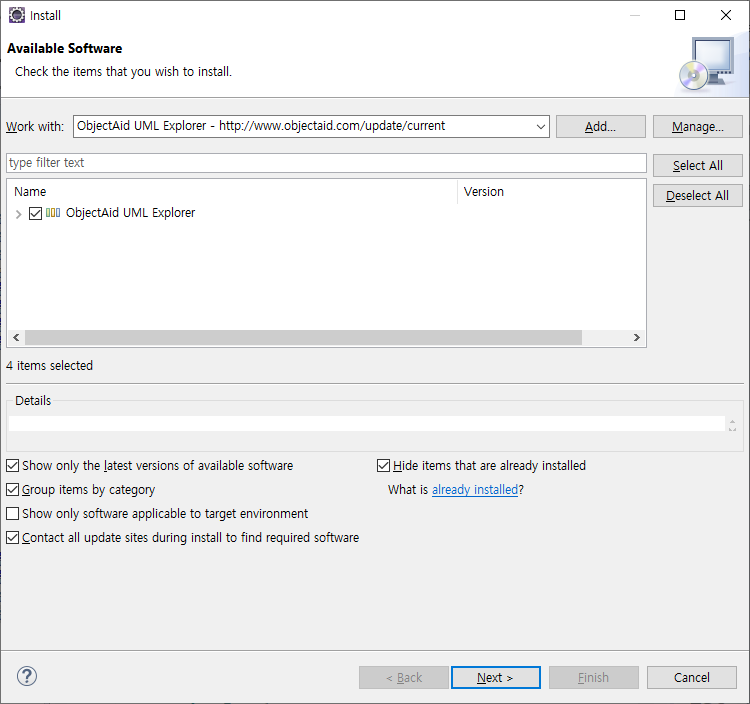 Install
Available Software
Check the items that you wish to install.
Work with: ObjectAid UML Explorer - http://www.objectaid.com/update/current Add... Manage...
type filter text Select All
Name Version Deselect All
ObjectAid UML Explorer
4 items selected
Details
Show only the latest versions of available software Hide items that are already installed
Group items by category What is already installed?
Show only software applicable to target environment
Contact all update sites during install to find required software
? < Back Next > Finish Cancel